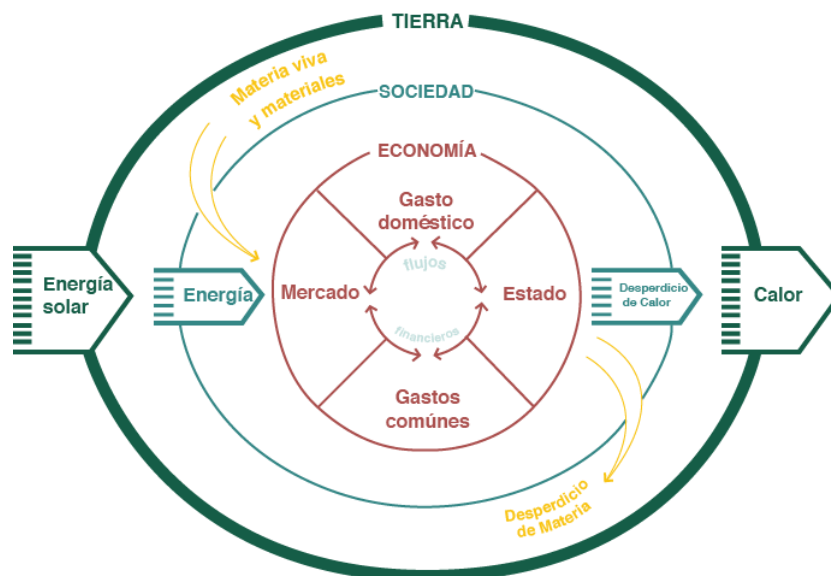 TIERRA
Materia viva
y materiales
SOCIEDAD
ECONOMÍA
Gasto
doméstico
flujos
Energía
solar
Energía
Mercado
Estado
Desperdicio
de Calor
Calor
financieros
Gastos
comúnes
Desperdicio
de Materia